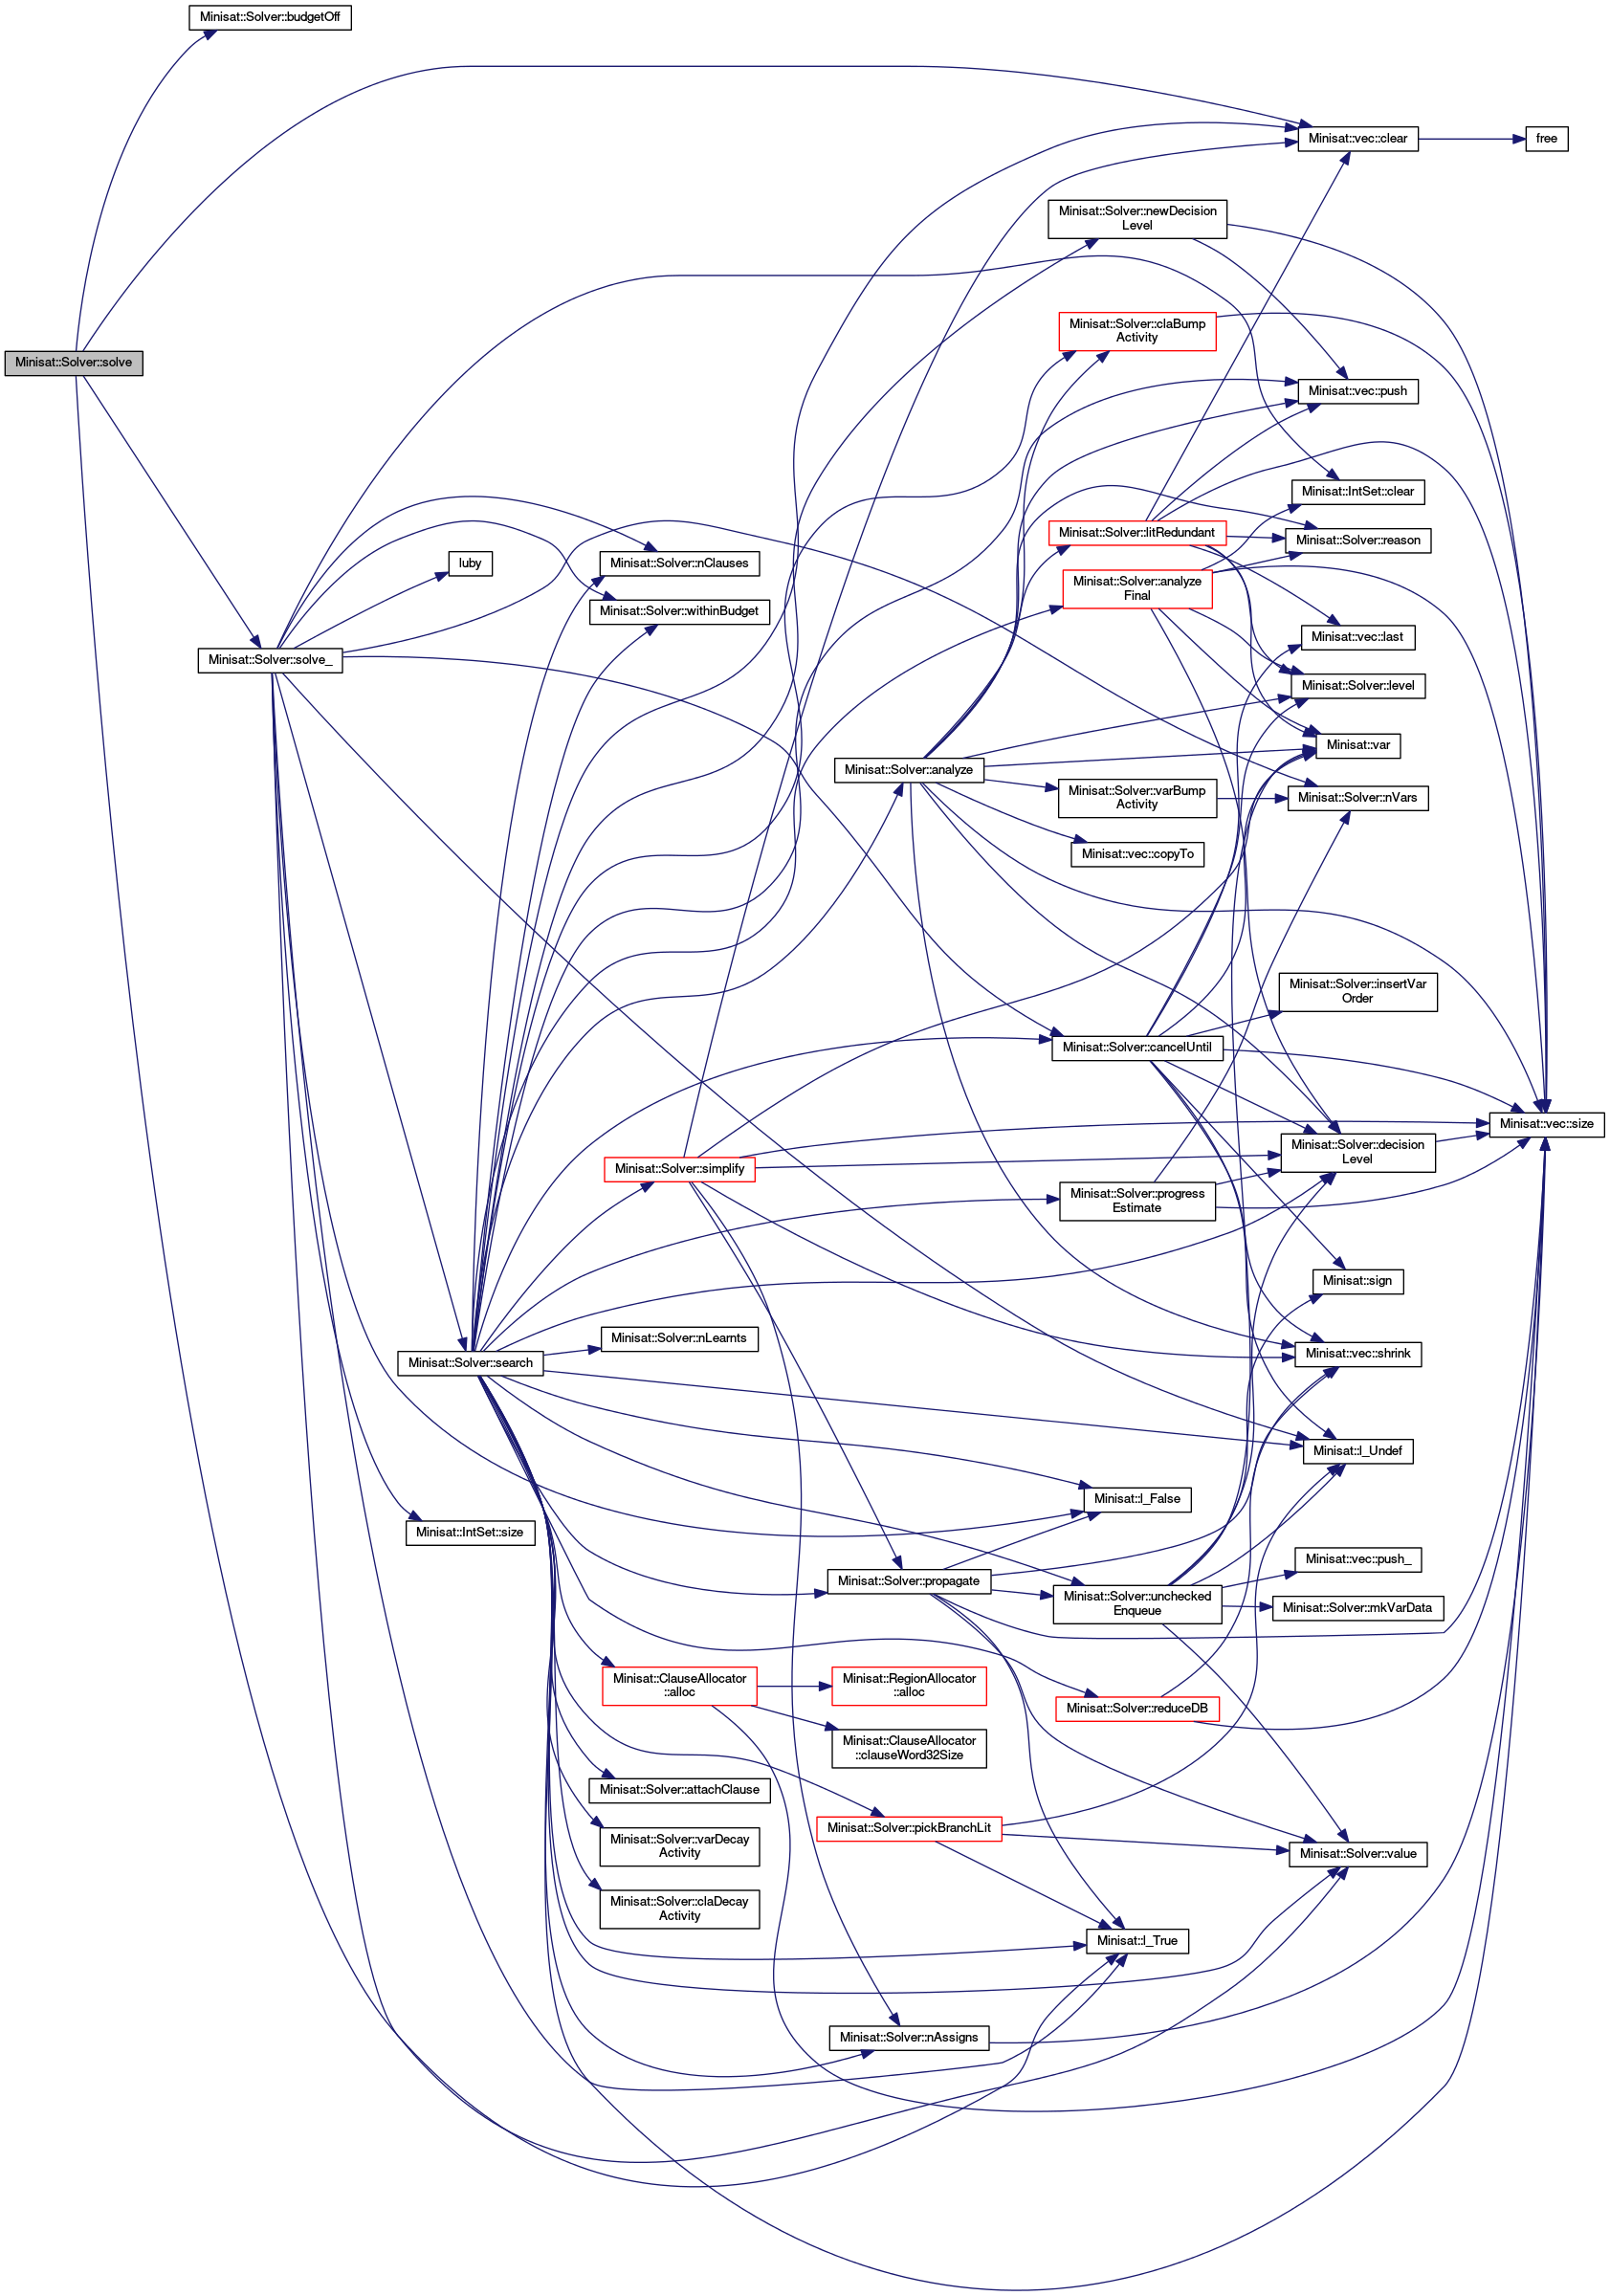 Minisat::Solver::budgetOff
Minisat::vec::clear
free
Minisat::Solver::newDecision
Level
Minisat::Solver::claBump
Activity
Minisat::Solver::solve
Minisat::vec::push
Minisat::IntSet::clear
Minisat::Solver::litRedundant
Minisat::Solver::reason
luby
Minisat::Solver::nClauses
Minisat::Solver::analyze
Final
Minisat::Solver::withinBudget
Minisat::vec::last
Minisat::Solver::solve_
Minisat::Solver::level
Minisat::var
Minisat::Solver::analyze
Minisat::Solver::varBump
Activity
Minisat::Solver::nVars
Minisat::vec::copyTo
Minisat::Solver::insertVar
Order
Minisat::Solver::cancelUntil
Minisat::vec::size
Minisat::Solver::decision
Level
Minisat::Solver::simplify
Minisat::Solver::progress
Estimate
Minisat::sign
Minisat::Solver::nLearnts
Minisat::Solver::search
Minisat::vec::shrink
Minisat::l_Undef
Minisat::l_False
Minisat::IntSet::size
Minisat::vec::push_
Minisat::Solver::propagate
Minisat::Solver::unchecked
Enqueue
Minisat::Solver::mkVarData
Minisat::ClauseAllocator
::alloc
Minisat::RegionAllocator
::alloc
Minisat::Solver::reduceDB
Minisat::ClauseAllocator
::clauseWord32Size
Minisat::Solver::attachClause
Minisat::Solver::pickBranchLit
Minisat::Solver::varDecay
Activity
Minisat::Solver::value
Minisat::Solver::claDecay
Activity
Minisat::l_True
Minisat::Solver::nAssigns